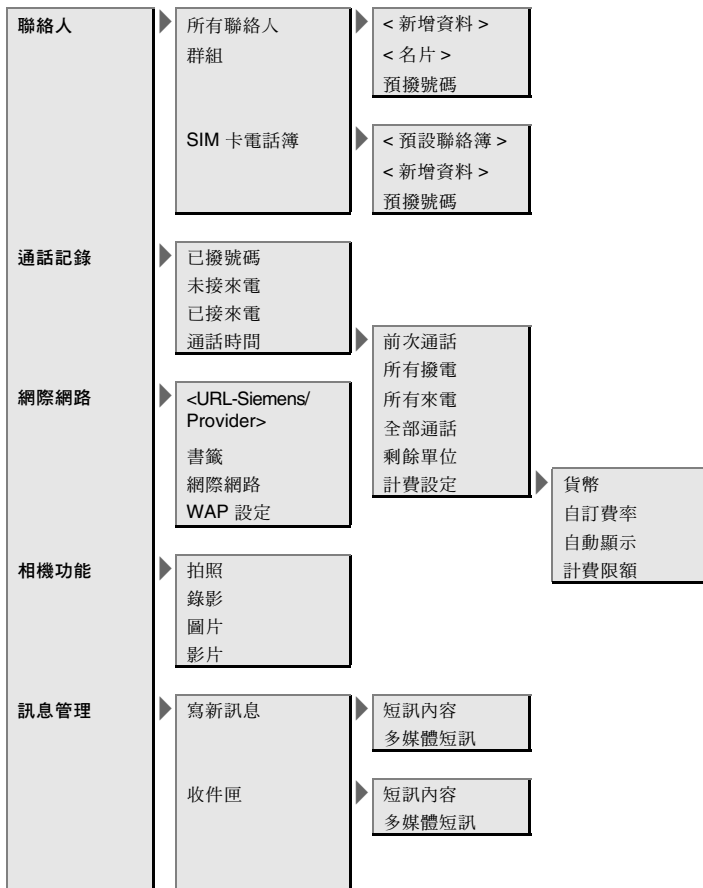 聯絡人
所有聯絡人
群組
SIM 卡電話簿
< 新增資料 >
< 名片 >
預撥號碼
< 預設聯絡簿 >
< 新增資料 >
預撥號碼
通話記錄
已撥號碼
未接來電
已接來電
通話時間
前次通話
所有撥電
所有來電
全部通話
剩餘單位
計費設定
貨幣
自訂費率
自動顯示
計費限額
網際網路
<URL-Siemens/
Provider>
書籤
網際網路
WAP 設定
相機功能
拍照
錄影
圖片
影片
訊息管理
寫新訊息
短訊內容
多媒體短訊
收件匣
短訊內容
多媒體短訊